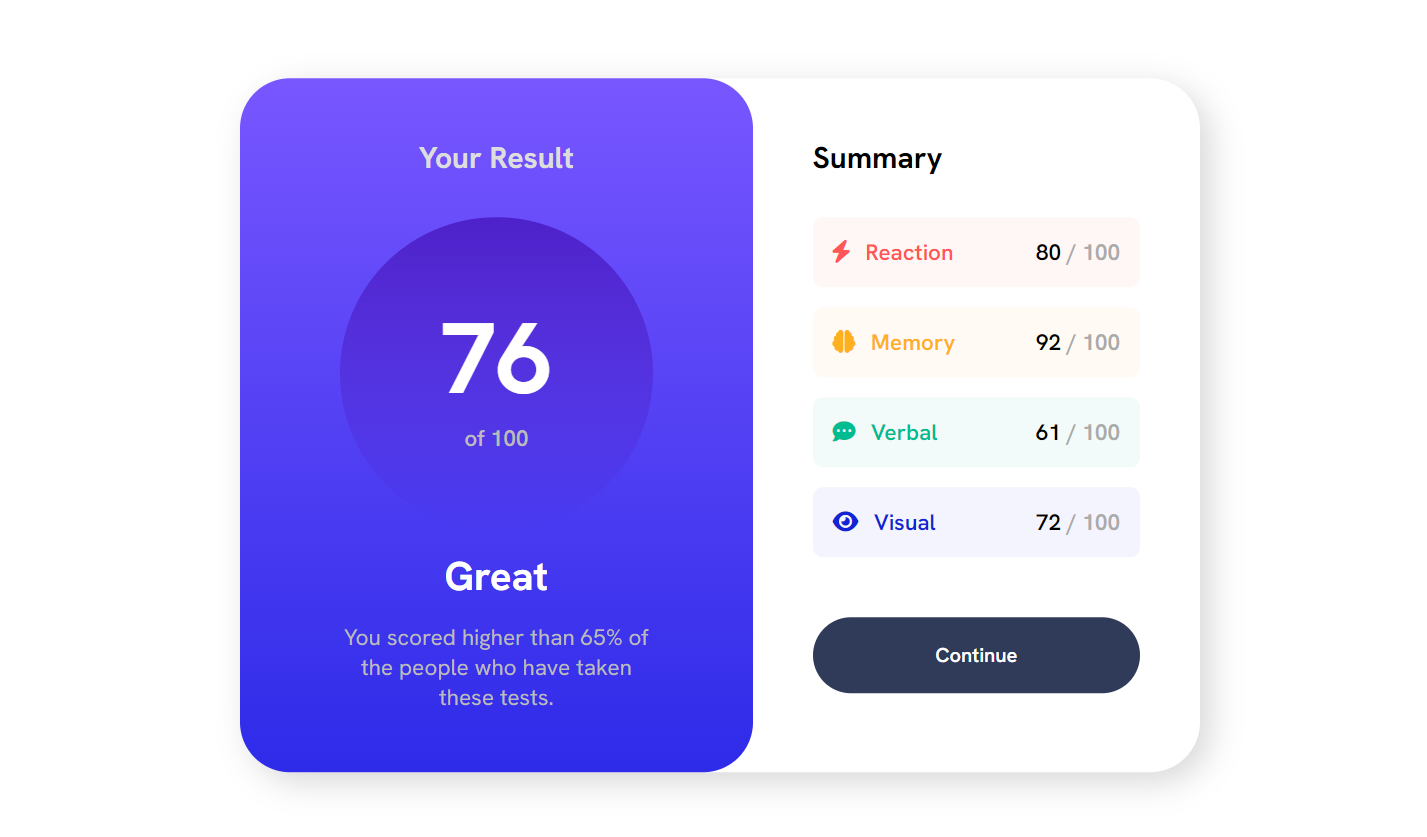 Your Result
76
of 100
Great
You scored higher than 65% of
the people who have taken
these tests.
Summary
Reaction 80 / 100
Memory 92 / 100
Verbal 61 / 100
Visual 72 / 100
Continue